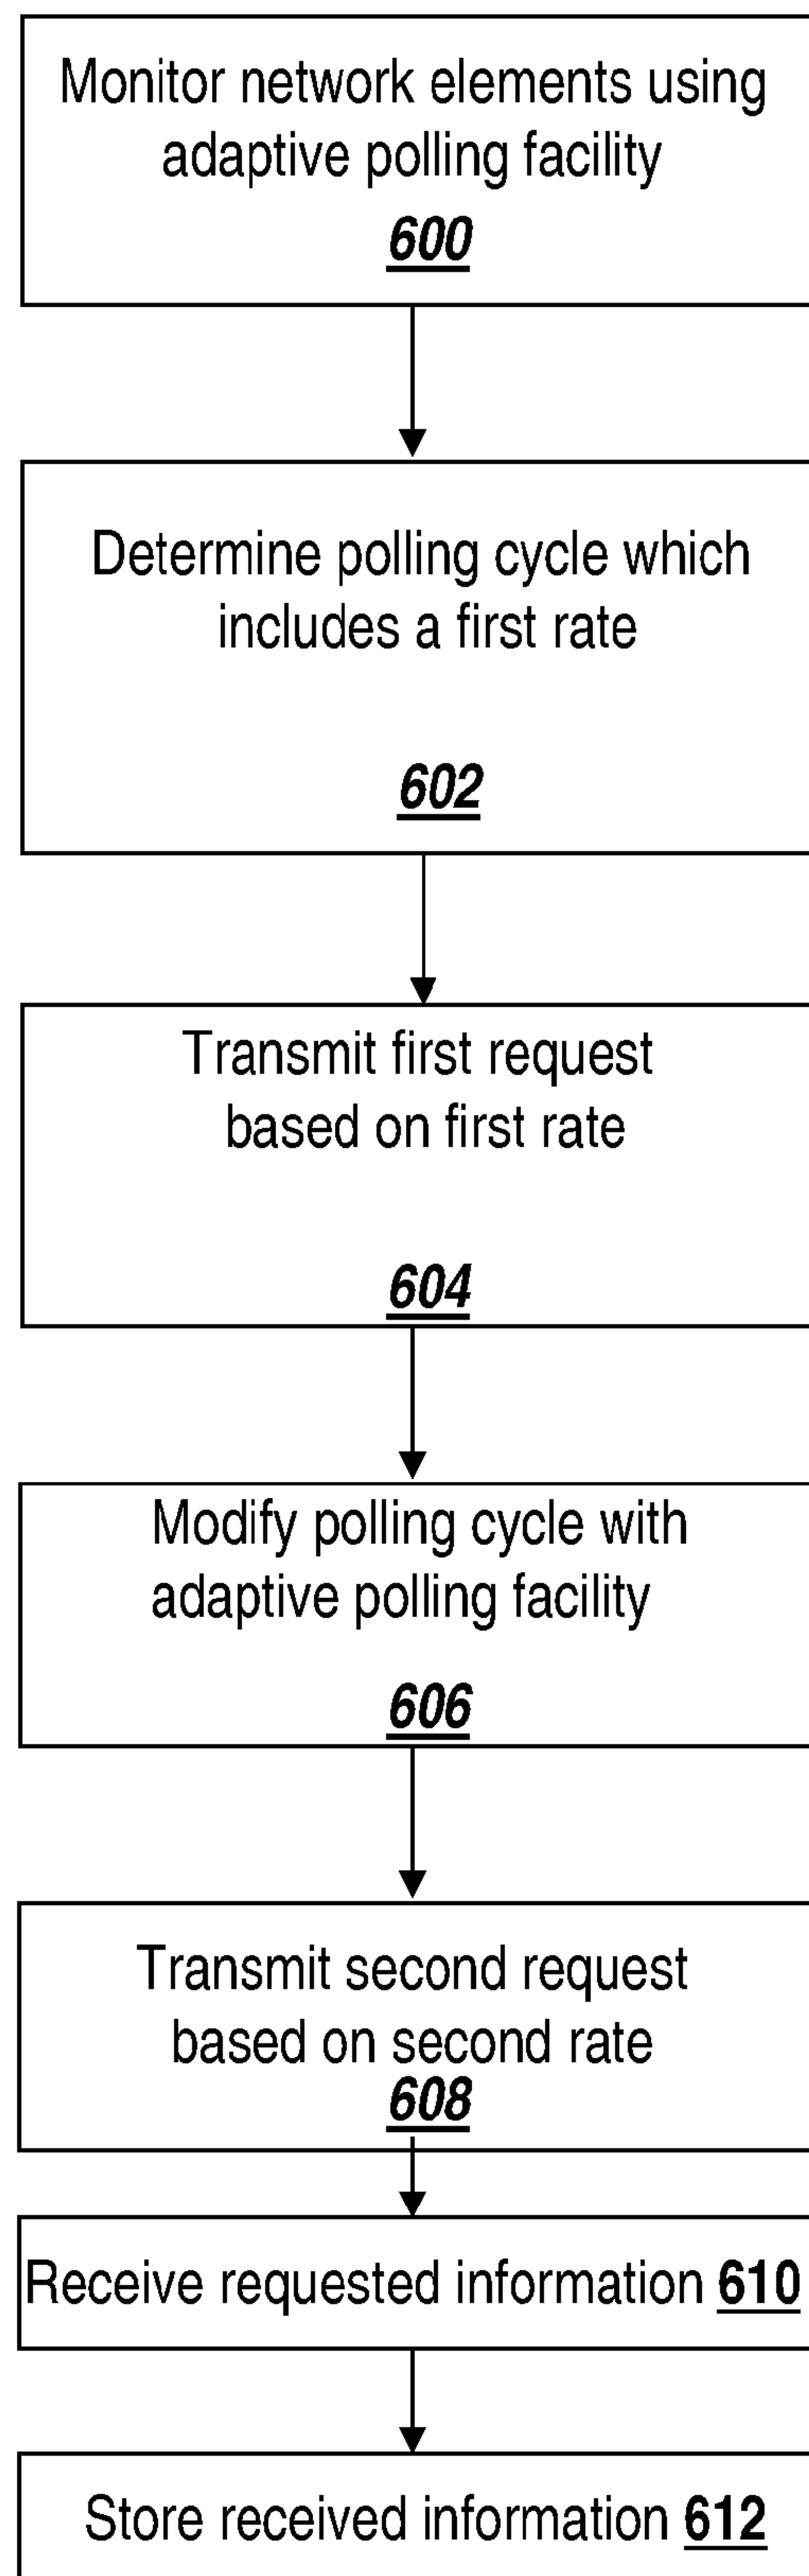 Monitor network elements using
adaptive polling facility
600
Determine polling cycle which
includes a first rate
602
Transmit first request
based on first rate
604
Modify polling cycle with
adaptive polling facility
606
Transmit second request
based on second rate
608
Receive requested information 610
Store received information 612